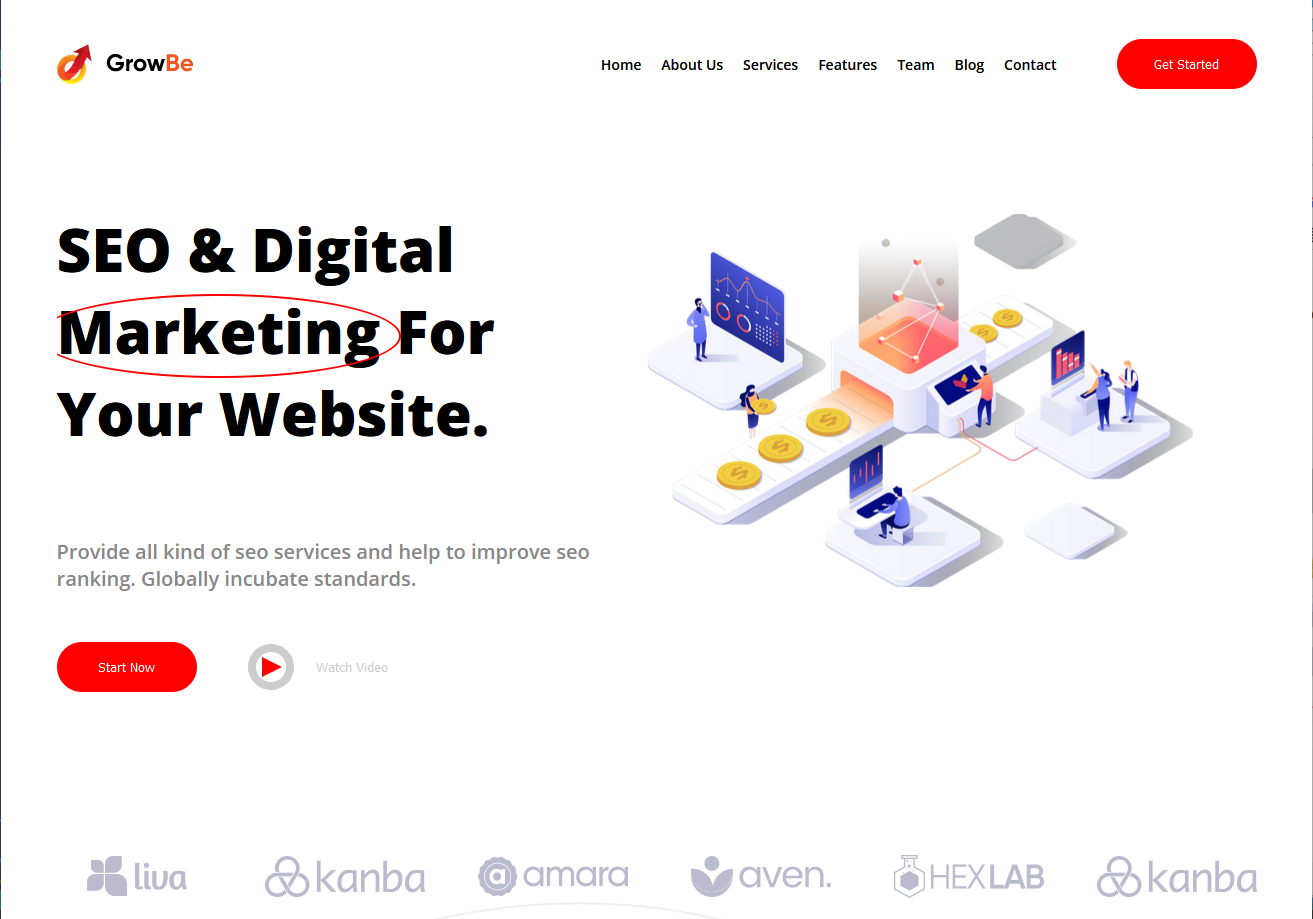 GrowBe
Home About Us Services Features Team Blog Contact
Get Started
SEO & Digital
Marketing For
Your Website.
Provide all kind of seo services and help to improve seo
ranking. Globally incubate standards.
Start Now
Watch Video
liva kanba amara aven. HEXLAB kanba